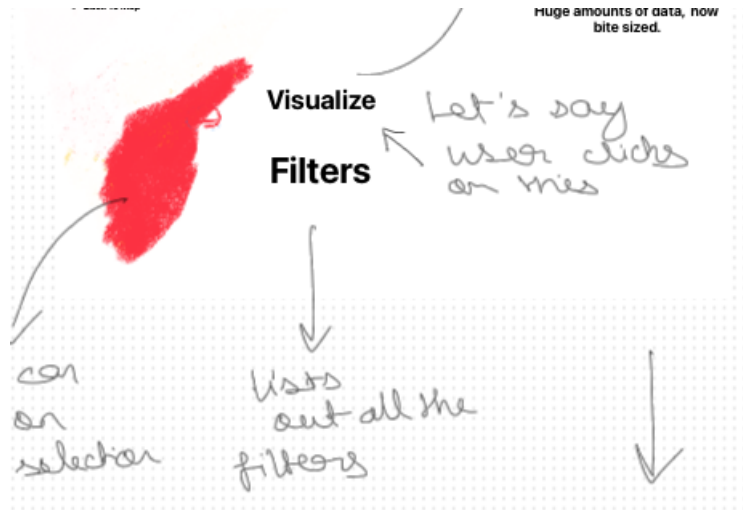 Huge amounts of data, now
bite sized.
Visualize
Filters
Let's say
user clicks
on this
can
on
selection
Lists
out all the
filters